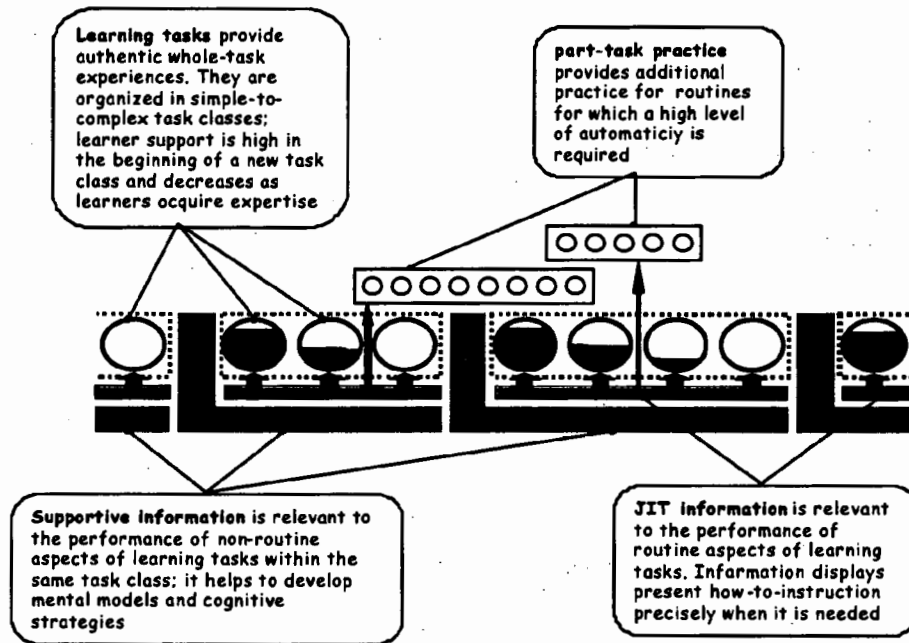 Learning tasks provide
authentic whole-task
experiences. They are
organized in simple-to-
complex task classes;
learner support is high in
the beginning of a new task
class and decreases as
learners ocquire expertise
part-task practice
provides additional
practice for routines
for which a high level
of automaticiy is
required
Supportive information is relevant to
the performance of non-routine
aspects of learning tasks within the
same task class; it helps to develop
mental models and cognitive
strategies
JIT information is relevant
to the performance of
routine aspects of learning
tasks. Infarmation displays
present how-to-instruction
precisely when it is needed